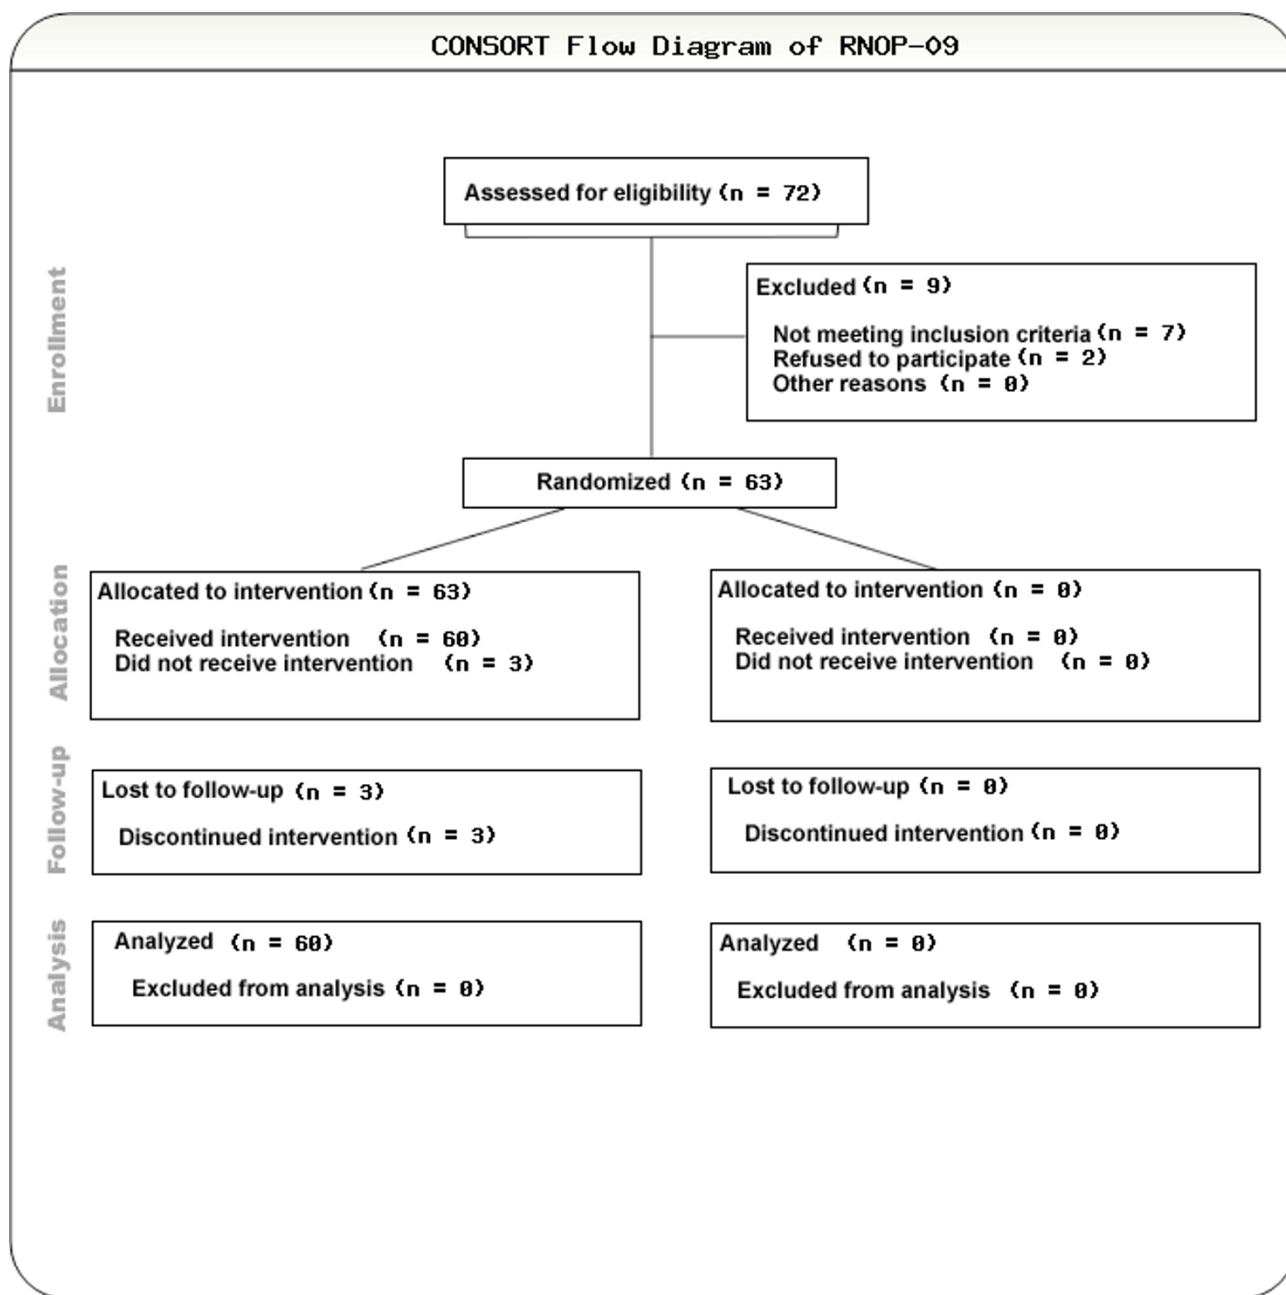 CONSORT Flow Diagram of RNOP-09
Assessed for eligibility (n = 72)
Enrollment
Excluded (n = 9)
Not meeting inclusion criteria (n = 7)
Refused to participate (n = 2)
Other reasons (n = 0)
Randomized (n = 63)
Allocation
Allocated to intervention (n = 63)
Received intervention (n = 60)
Did not receive intervention (n = 3)
Allocated to intervention (n = 0)
Received intervention (n = 0)
Did not receive intervention (n = 0)
Follow-up
Lost to follow-up (n = 3)
Discontinued intervention (n = 3)
Lost to follow-up (n = 0)
Discontinued intervention (n = 0)
Analysis
Analyzed (n = 60)
Excluded from analysis (n = 0)
Analyzed (n = 0)
Excluded from analysis (n = 0)